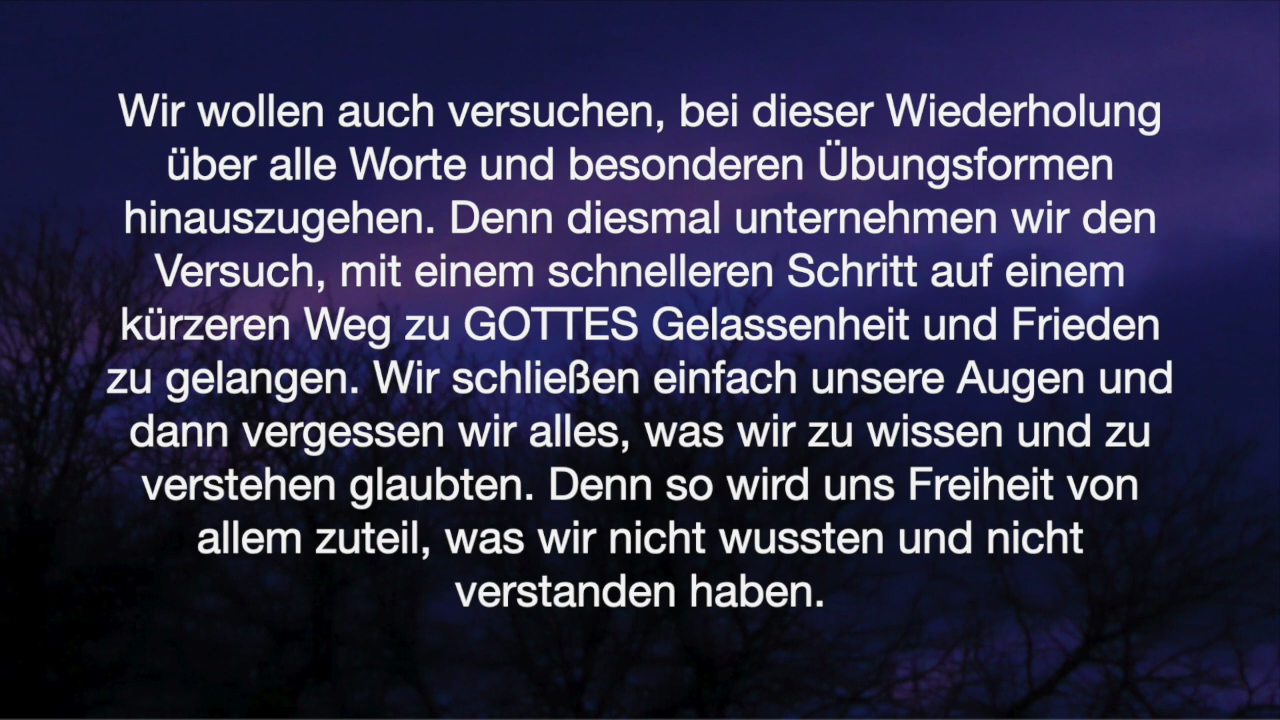 Wir wollen auch versuchen, bei dieser Wiederholung
über alle Worte und besonderen Übungsformen
hinauszugehen. Denn diesmal unternehmen wir den
Versuch, mit einem schnelleren Schritt auf einem
kürzeren Weg zu GOTTES Gelassenheit und Frieden
zu gelangen. Wir schließen einfach unsere Augen und
dann vergessen wir alles, was wir zu wissen und zu
verstehen glaubten. Denn so wird uns Freiheit von
allem zuteil, was wir nicht wussten und nicht
verstanden haben.